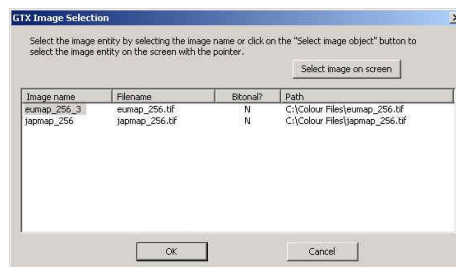 GTX Image Selection
Select the image entity by selecting the image name or click on the "Select image object" button to
select the image entity on the screen with the pointer.
Select image on screen
Image name Filename Bitonal? Path
eumap_256_3 eumap_256.tif N C:\Colour Files\eumap_256.tif
japmap_256 japmap_256.tif N C:\Colour Files\japmap_256.tif
OK Cancel